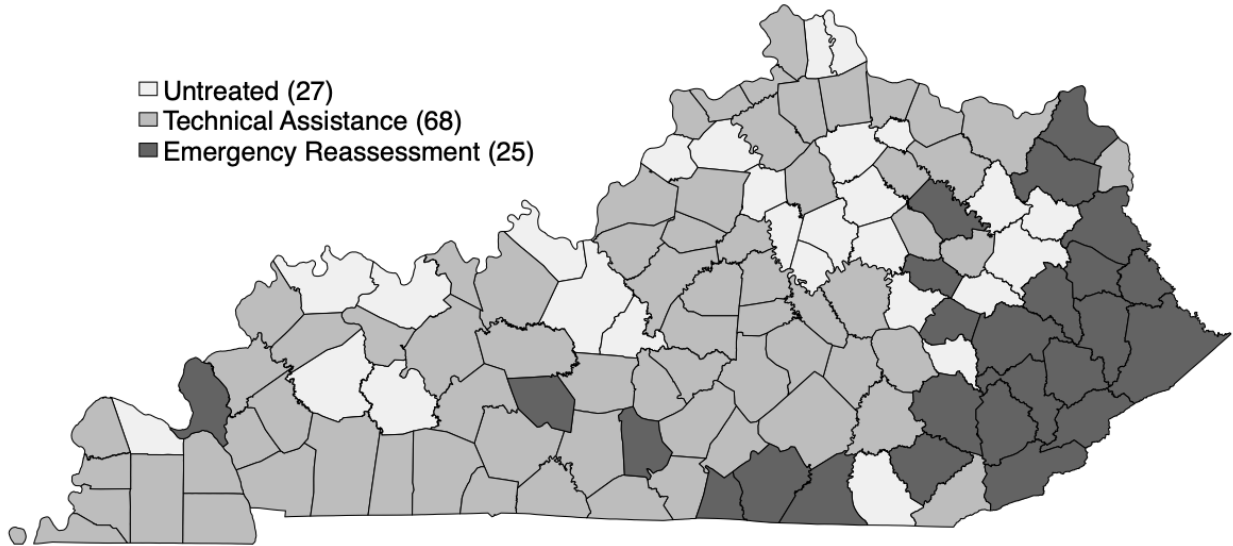 Untreated (27)
Technical Assistance (68)
Emergency Reassessment (25)